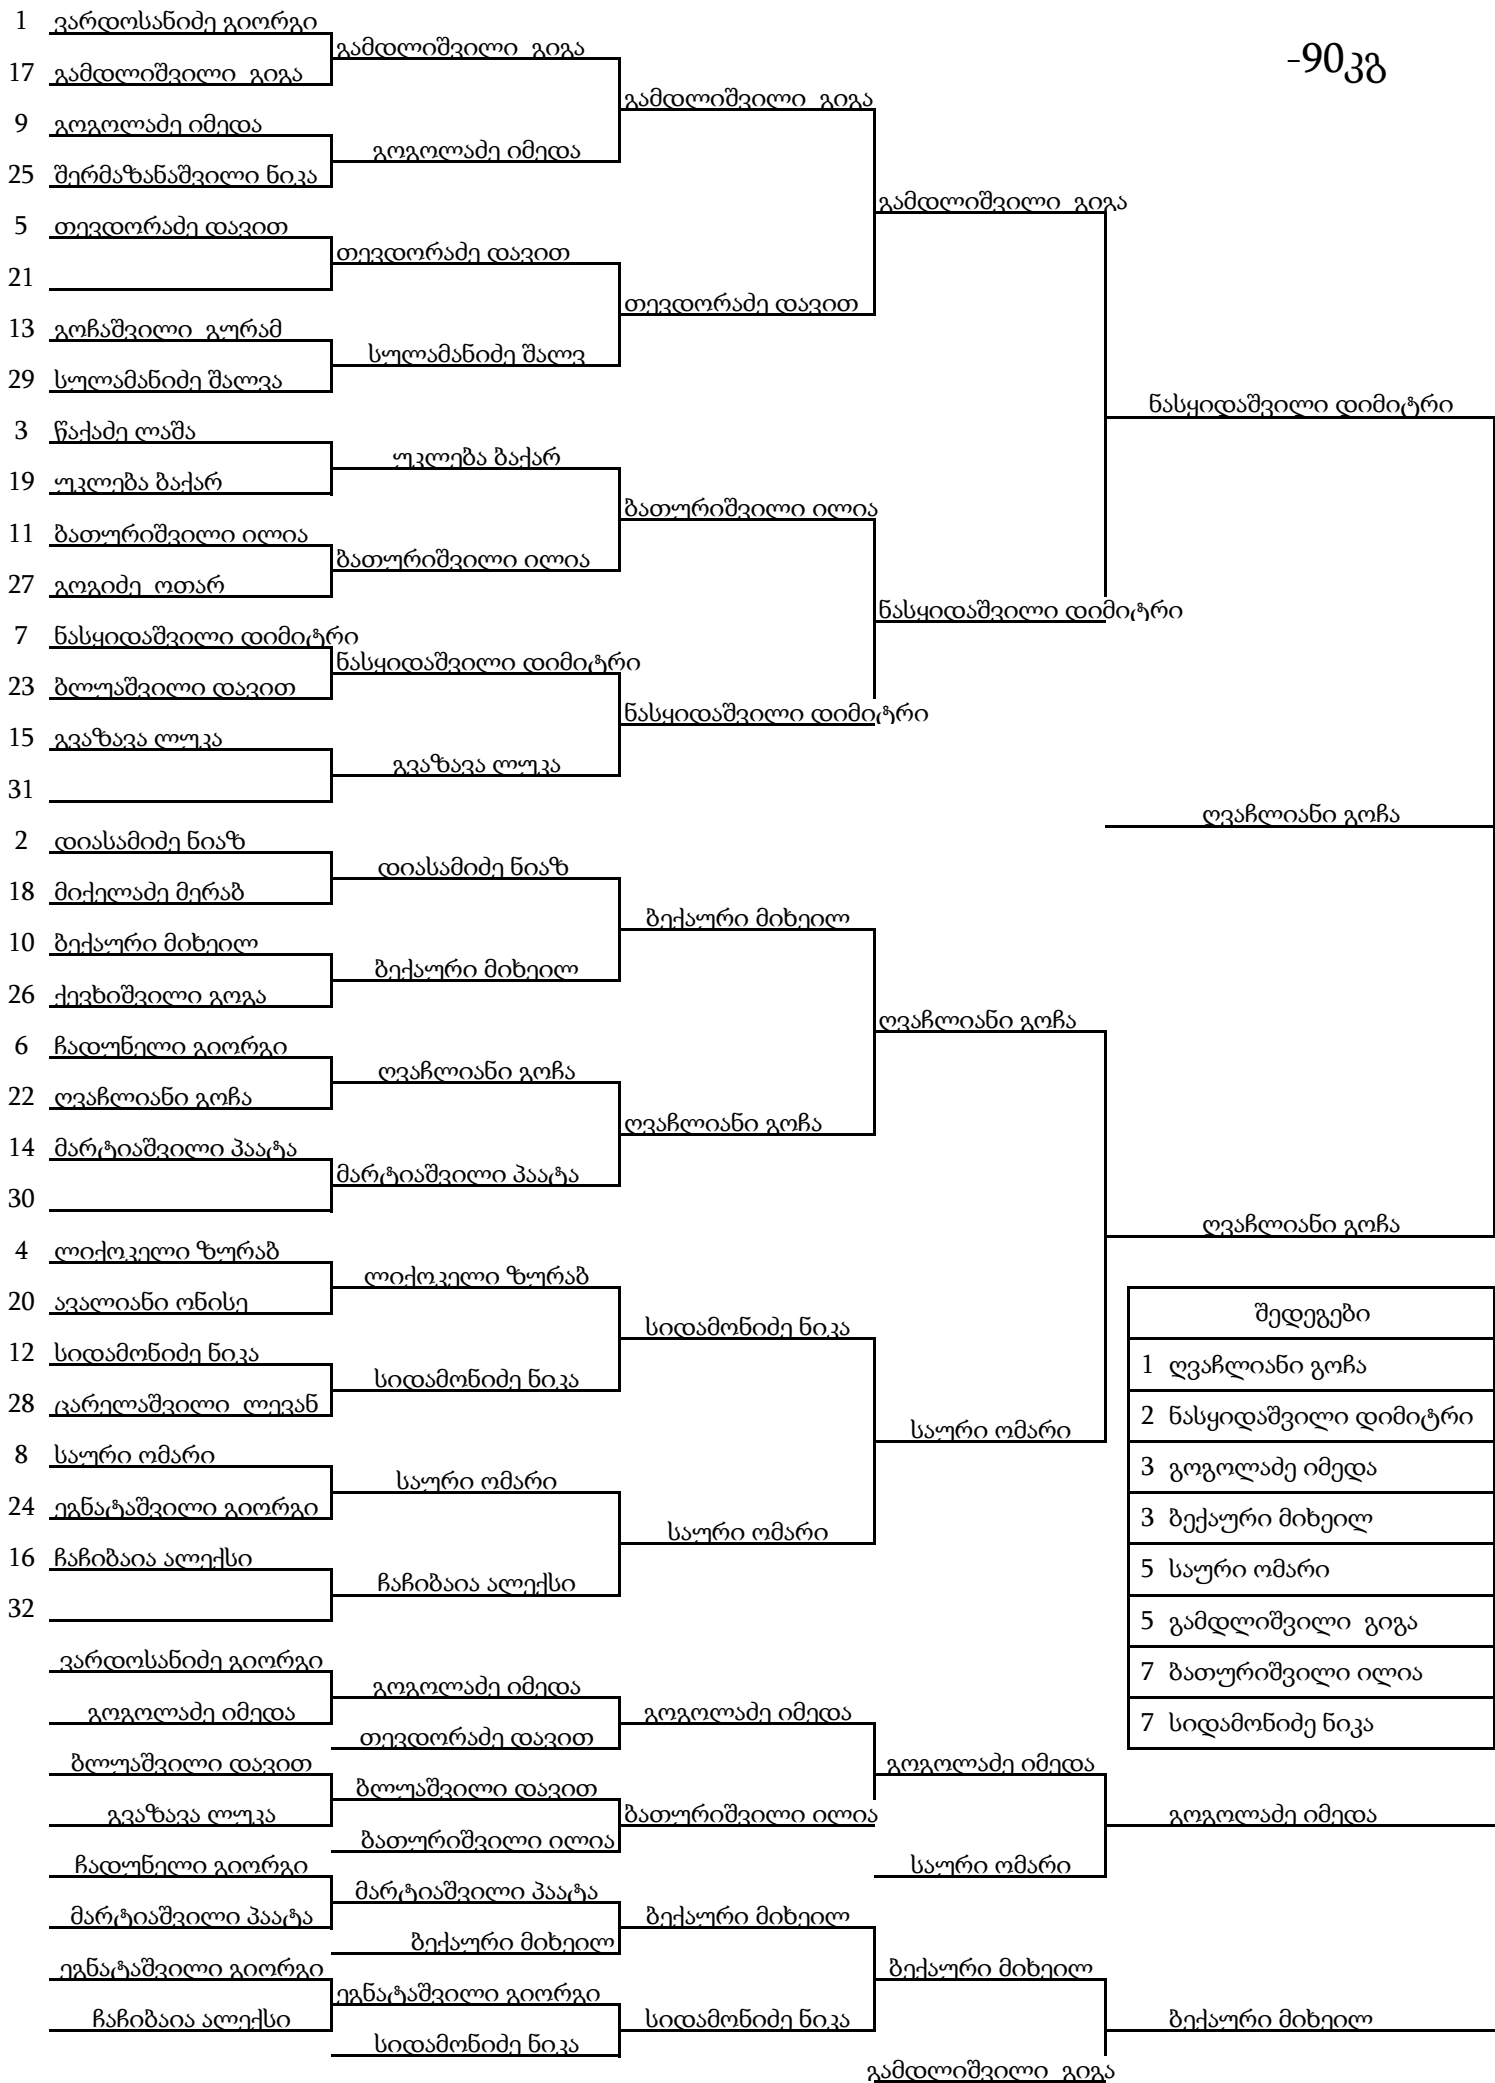 -90კგ
1 ვარდოსანიძე გიორგი
გამდლიშვილი გიგა
17 გამდლიშვილი გიგა
გამდლიშვილი გიგა
9 გოგოლაძე იმედა
გოგოლაძე იმედა
25 შერმაზანაშვილი ნიკა
გამდლიშვილი გიგა
5 თევდორაძე დავით
თევდორაძე დავით
21
თევდორაძე დავით
13 გოჩაშვილი გურამ
სულამანიძე შალვ
29 სულამანიძე შალვა
ნასყიდაშვილი დიმიტრი
3 წაქაძე ლაშა
უკლება ბაქარ
19 უკლება ბაქარ
ბათურიშვილი ილია
11 ბათურიშვილი ილია
ბათურიშვილი ილია
27 გოგიძე ოთარ
ნასყიდაშვილი დიმიტრი
7 ნასყიდაშვილი დიმიტრი
ნასყიდაშვილი დიმიტრი
23 ბლუაშვილი დავით
ნასყიდაშვილი დიმიტრი
15 გვაზავა ლუკა
გვაზავა ლუკა
31
ღვაჩლიანი გოჩა
2 დიასამიძე ნიაზ
დიასამიძე ნიაზ
18 მიქელაძე მერაბ
ბექაური მიხეილ
10 ბექაური მიხეილ
ბექაური მიხეილ
26 ქევხიშვილი გოგა
ღვაჩლიანი გოჩა
6 ჩადუნელი გიორგი
ღვაჩლიანი გოჩა
22 ღვაჩლიანი გოჩა
ღვაჩლიანი გოჩა
14 მარტიაშვილი პაატა
მარტიაშვილი პაატა
30
ღვაჩლიანი გოჩა
4 ლიქოკელი ზურაბ
ლიქოკელი ზურაბ
20 ავალიანი ონისე
სიდამონიძე ნიკა
12 სიდამონიძე ნიკა
სიდამონიძე ნიკა
28 ცარელაშვილი ლევან
საური ომარი
8 საური ომარი
საური ომარი
24 ეგნატაშვილი გიორგი
საური ომარი
16 ჩაჩიბაია ალექსი
ჩაჩიბაია ალექსი
32
შედეგები
1 ღვაჩლიანი გოჩა
2 ნასყიდაშვილი დიმიტრი
3 გოგოლაძე იმედა
3 ბექაური მიხეილ
5 საური ომარი
5 გამდლიშვილი გიგა
7 ბათურიშვილი ილია
7 სიდამონიძე ნიკა
ვარდოსანიძე გიორგი
გოგოლაძე იმედა
გოგოლაძე იმედა
გოგოლაძე იმედა
თევდორაძე დავით
ბლუაშვილი დავით
გოგოლაძე იმედა
ბლუაშვილი დავით
გვაზავა ლუკა
ბათურიშვილი ილია
გოგოლაძე იმედა
ბათურიშვილი ილია
ჩადუნელი გიორგი
საური ომარი
მარტიაშვილი პაატა
მარტიაშვილი პაატა
ბექაური მიხეილ
ბექაური მიხეილ
ეგნატაშვილი გიორგი
ბექაური მიხეილ
ეგნატაშვილი გიორგი
ჩაჩიბაია ალექსი
სიდამონიძე ნიკა
ბექაური მიხეილ
სიდამონიძე ნიკა
გამდლიშვილი გიგა